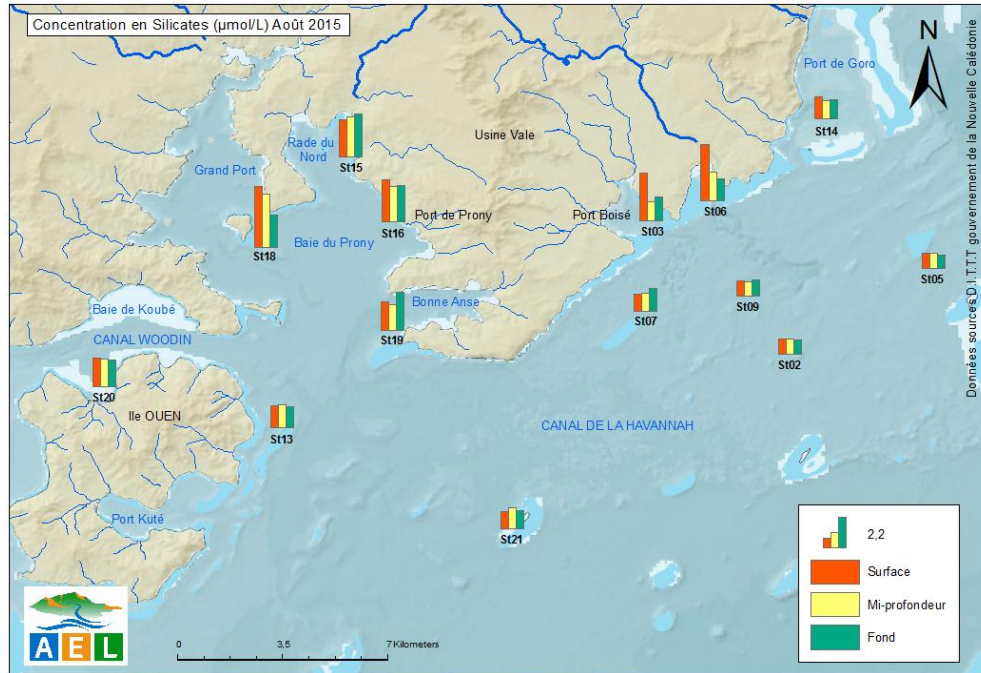 Concentration en Silicates (µmol/L) Août 2015
N
Port de Goro
St14
Usine Vale
Rade du
Nord
St15
Grand Port
St18
Port de Prony
St16
Baie du Prony
Port Boisé
St03
St06
St05
St09
St07
St02
Bonne Anse
St19
Baie de Koubé
CANAL WOODIN
St20
Ile OUEN
St13
CANAL DE LA HAVANNAH
St21
Port Kuté
Données sources D.I.T.T.T gouvernement de la Nouvelle Calédonie
2,2
Surface
Mi-profondeur
Fond
AEL
0 3,5 7 Kilometers